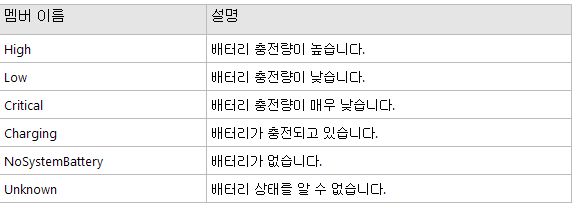 멤버 이름 설명
High 배터리 충전량이 높습니다.
Low 배터리 충전량이 낮습니다.
Critical 배터리 충전량이 매우 낮습니다.
Charging 배터리가 충전되고 있습니다.
NoSystemBattery 배터리가 없습니다.
Unknown 배터리 상태를 알 수 없습니다.